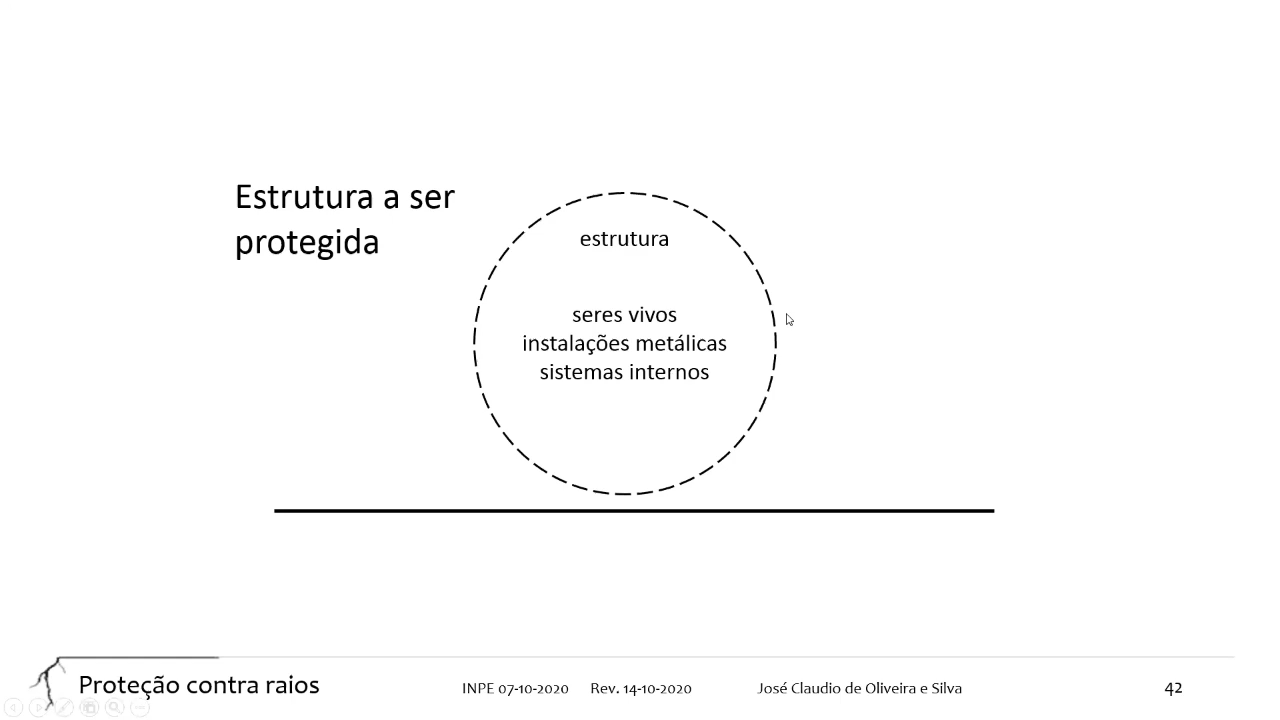 Estrutura a ser
protegida
estrutura
seres vivos
instalações metálicas
sistemas internos
Proteção contra raios
INPE 07-10-2020 Rev. 14-10-2020 José Claudio de Oliveira e Silva 42